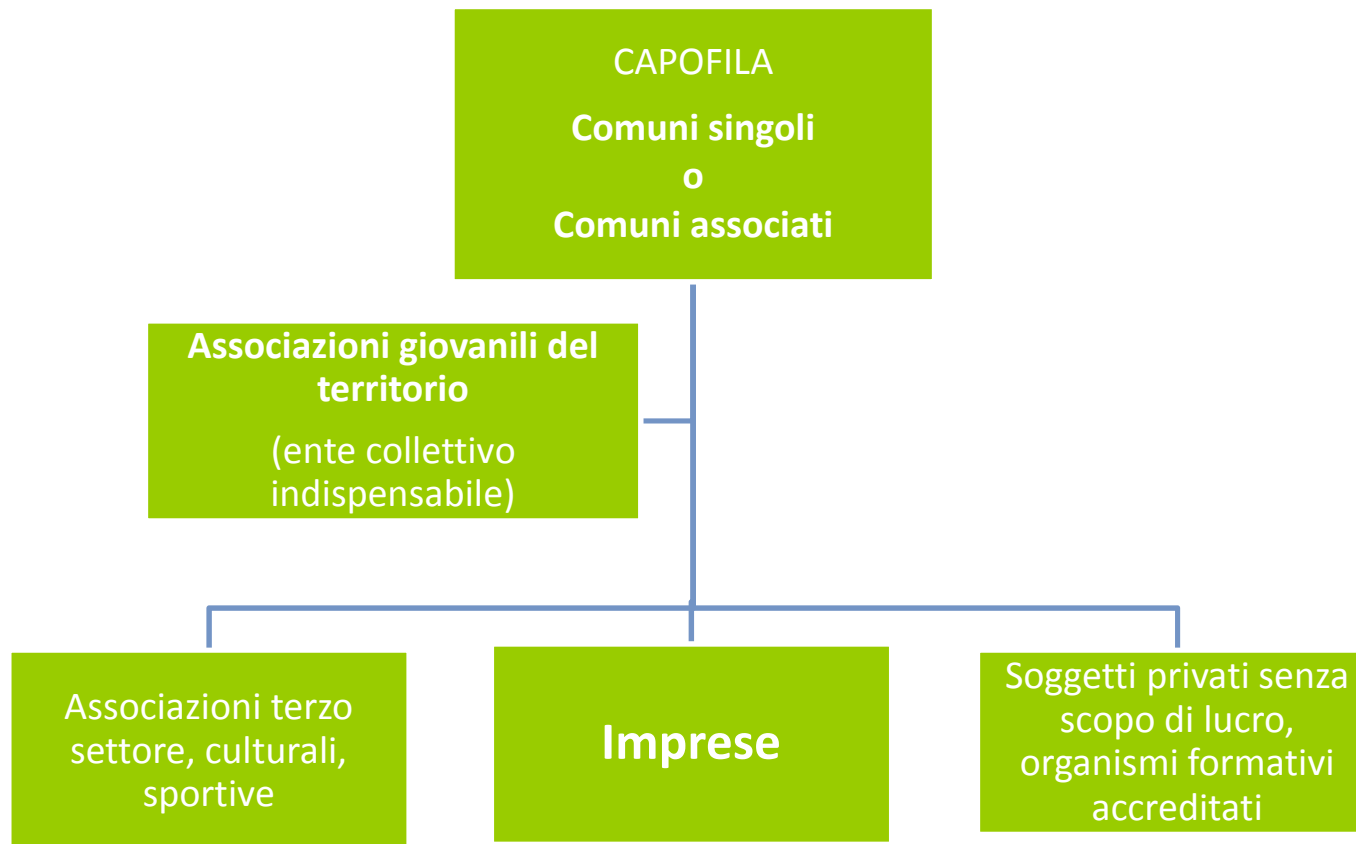 CAPOFILA
Comuni singoli
o
Comuni associati
Associazioni giovanili del
territorio
(ente collettivo
indispensabile)
Associazioni terzo
settore, culturali,
sportive
Imprese
Soggetti privati senza
scopo di lucro,
organismi formativi
accreditati